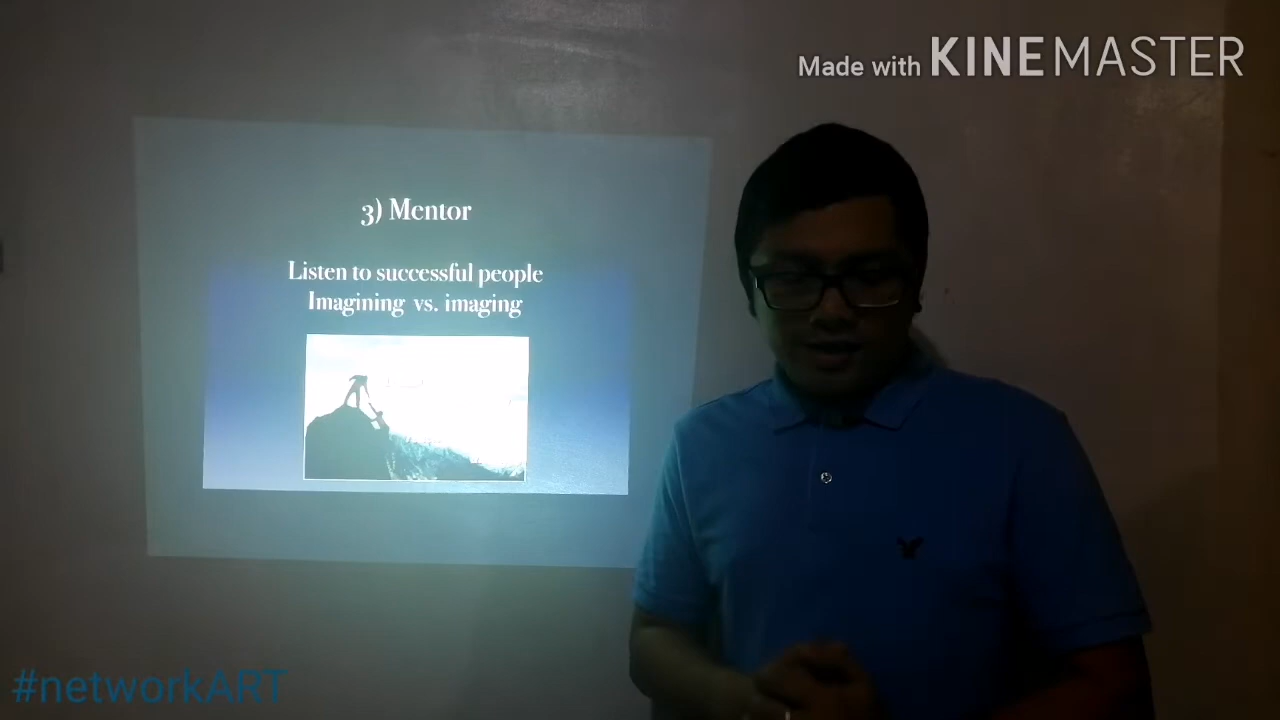 Made with KINEMASTER
3) Mentor
Listen to successful people
Imagining vs. imaging
#networkART